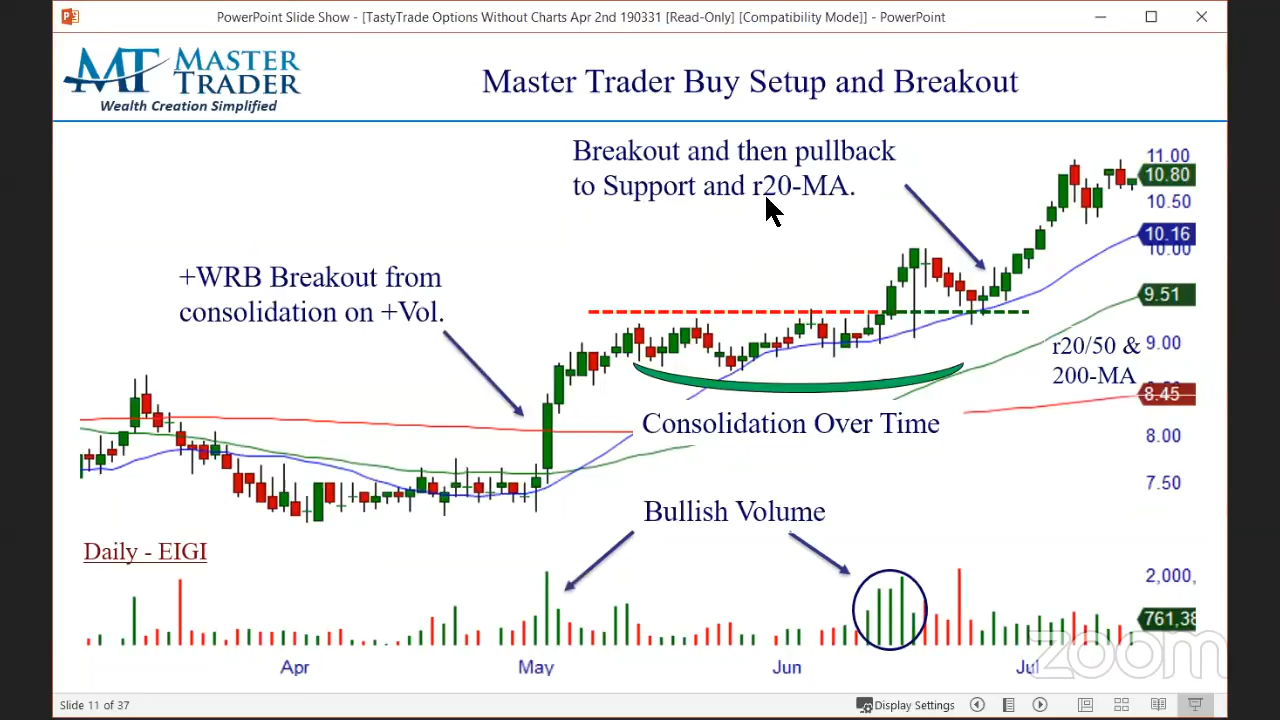 PowerPoint Slide Show - [TastyTrade Options Without Charts Apr 2nd 190331 [Read-Only] [Compatibility Mode]] - PowerPoint
MT MASTER
TRADER
Wealth Creation Simplified
Master Trader Buy Setup and Breakout
Breakout and then pullback
to Support and r20-MA.
+WRB Breakout from
consolidation on +Vol.
11.00
10.80
10.50
10.16
10.00
9.51
r20/50 &
200-MA
9.00
8.45
8.00
7.50
Consolidation Over Time
Bullish Volume
Daily - EIGI
2,000,
761,38
Apr
May
Jun
Jul
zoom
Slide 11 of 37
Display Settings